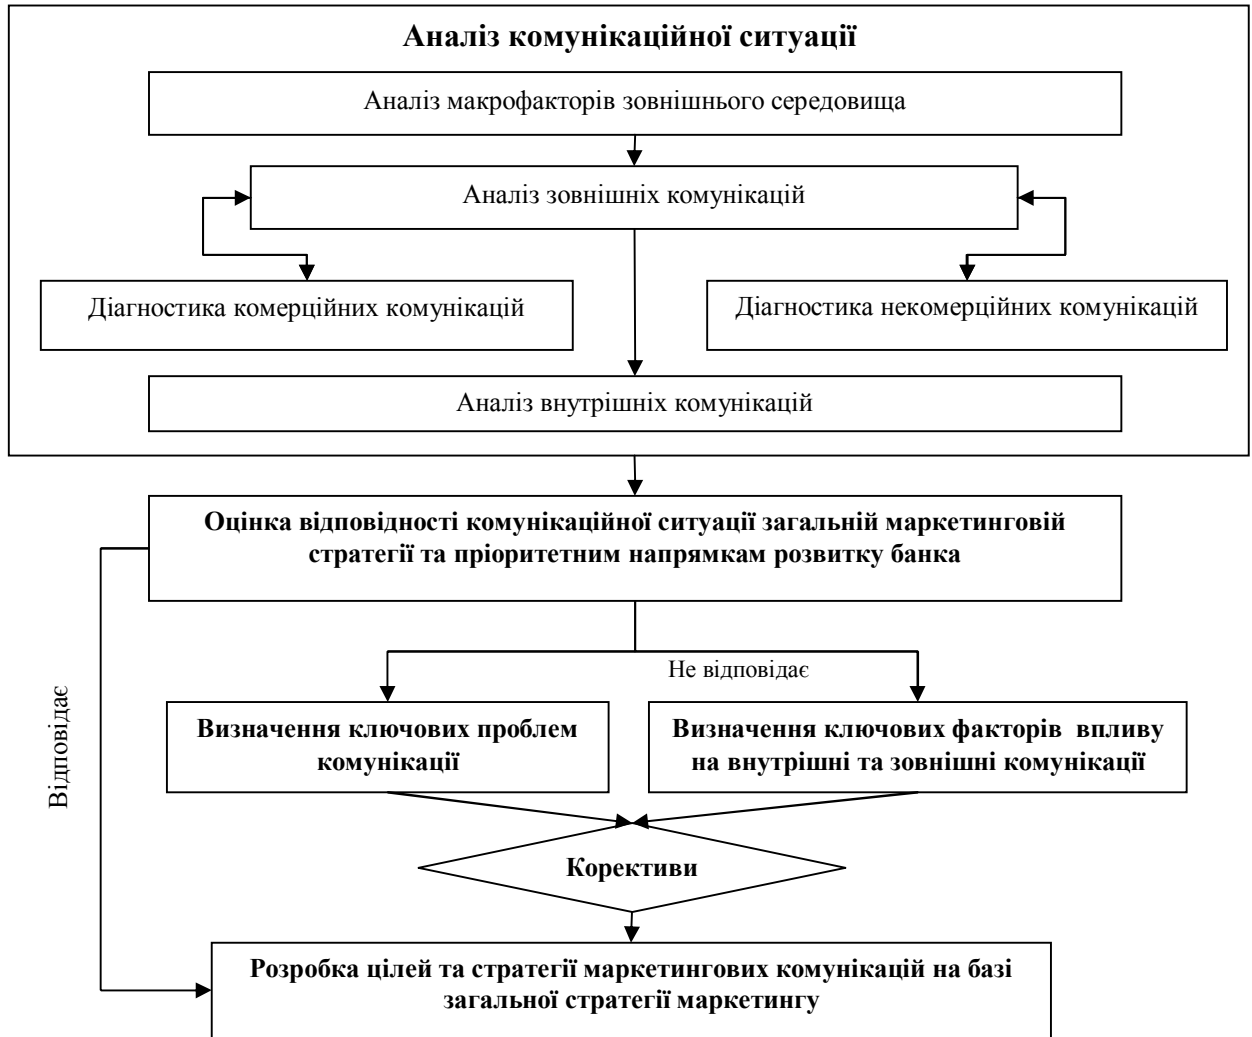 Аналіз комунікаційної ситуації
Аналіз макрофакторів зовнішнього середовища
Аналіз зовнішніх комунікацій
Діагностика комерційних комунікацій
Діагностика некомерційних комунікацій
Аналіз внутрішніх комунікацій
Оцінка відповідності комунікаційної ситуації загальній маркетинговій
стратегії та пріоритетним напрямкам розвитку банка
Не відповідає
Відповідає
Визначення ключових проблем
комунікації
Визначення ключових факторів впливу
на внутрішні та зовнішні комунікації
Корективи
Розробка цілей та стратегії маркетингових комунікацій на базі
загальної стратегії маркетингу